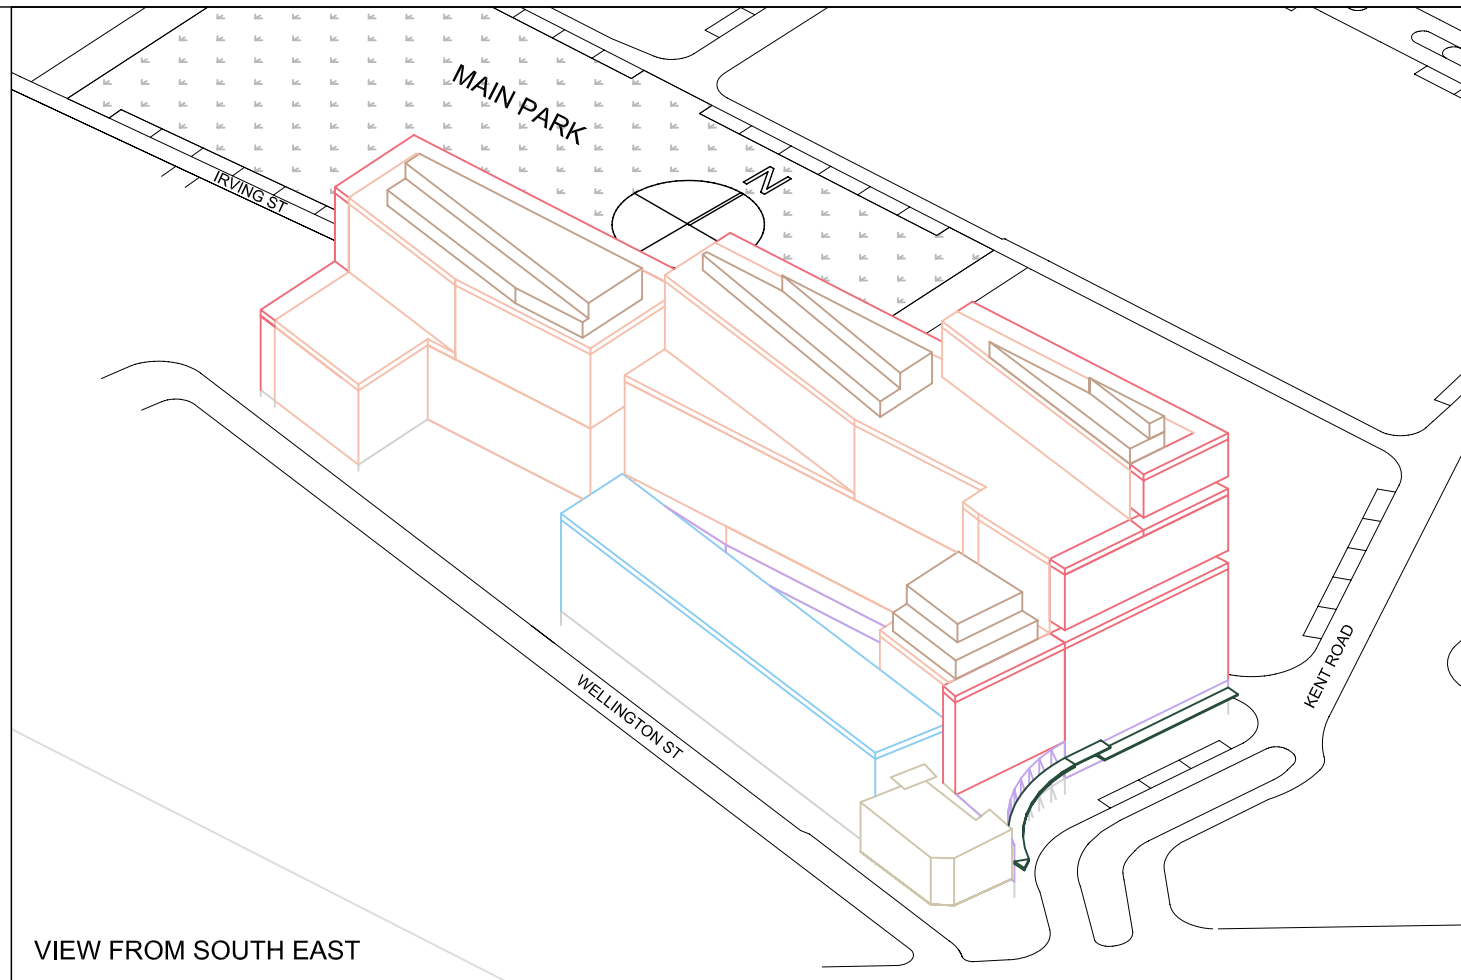 MAIN PARK
N
IRVING ST
WELLINGTON ST
KENT ROAD
VIEW FROM SOUTH EAST